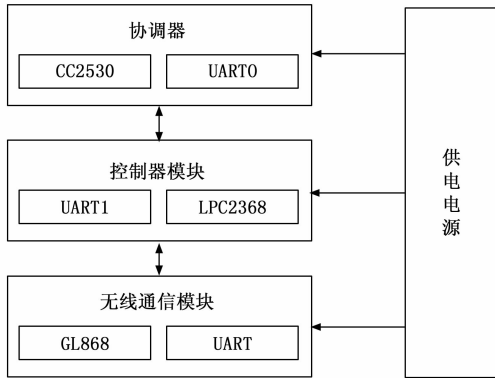 协调器
CC2530
UART0
控制器模块
UART1
LPC2368
无线通信模块
GL868
UART
供电电源